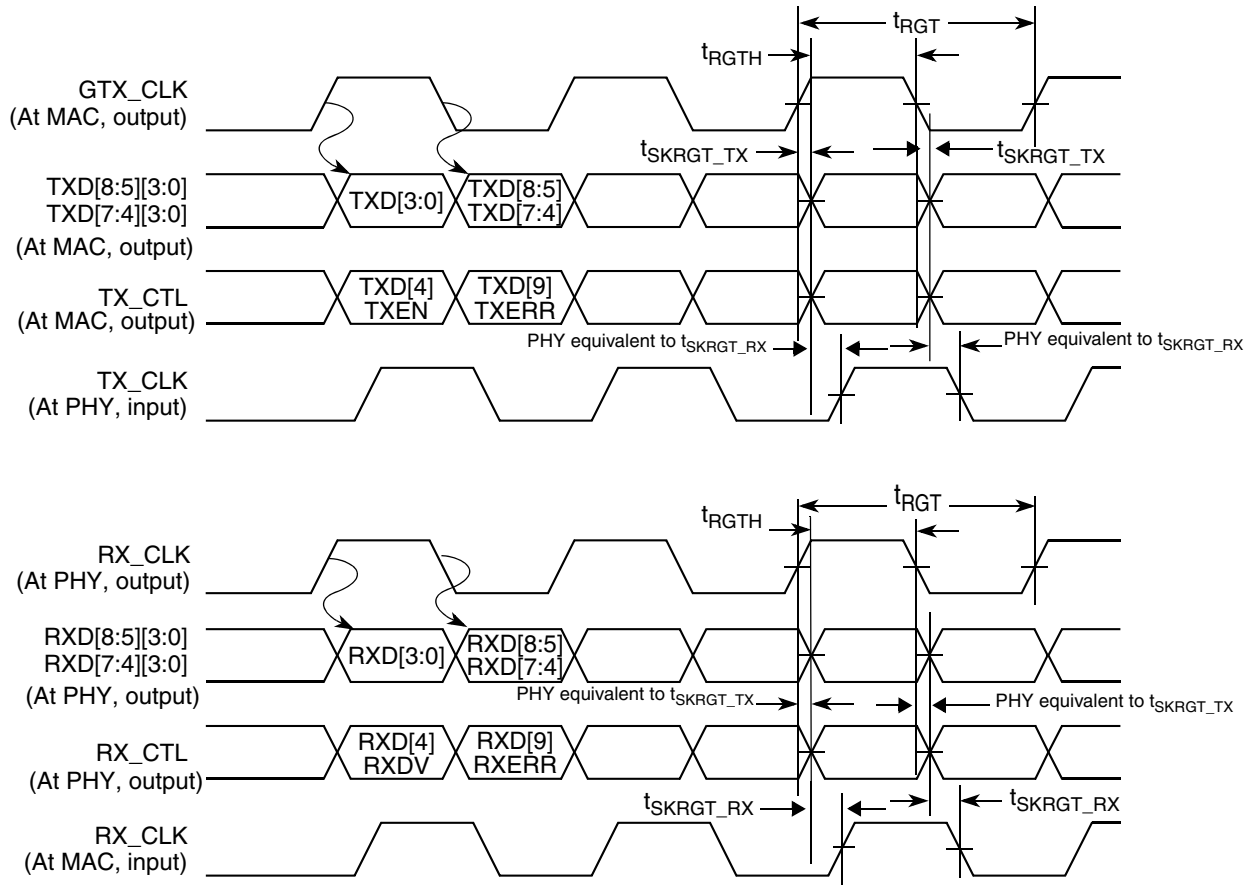 tRGT
tRGTH
GTX_CLK
(At MAC, output)
tSKRGT_TX
tSKRGT_TX
TXD[8:5][3:0]
TXD[7:4][3:0]
(At MAC, output)
TXD[3:0]
TXD[8:5]
TXD[7:4]
TX_CTL
(At MAC, output)
TXD[4]
TXEN
TXD[9]
TXERR
PHY equivalent to tSKRGT_RX
PHY equivalent to tSKRGT_RX
TX_CLK
(At PHY, input)
tRGT
tRGTH
RX_CLK
(At PHY, output)
RXD[8:5][3:0]
RXD[7:4][3:0]
(At PHY, output)
RXD[3:0]
RXD[8:5]
RXD[7:4]
PHY equivalent to tSKRGT_TX
PHY equivalent to tSKRGT_TX
RX_CTL
(At PHY, output)
RXD[4]
RXDV
RXD[9]
RXERR
tSKRGT_RX
tSKRGT_RX
RX_CLK
(At MAC, input)